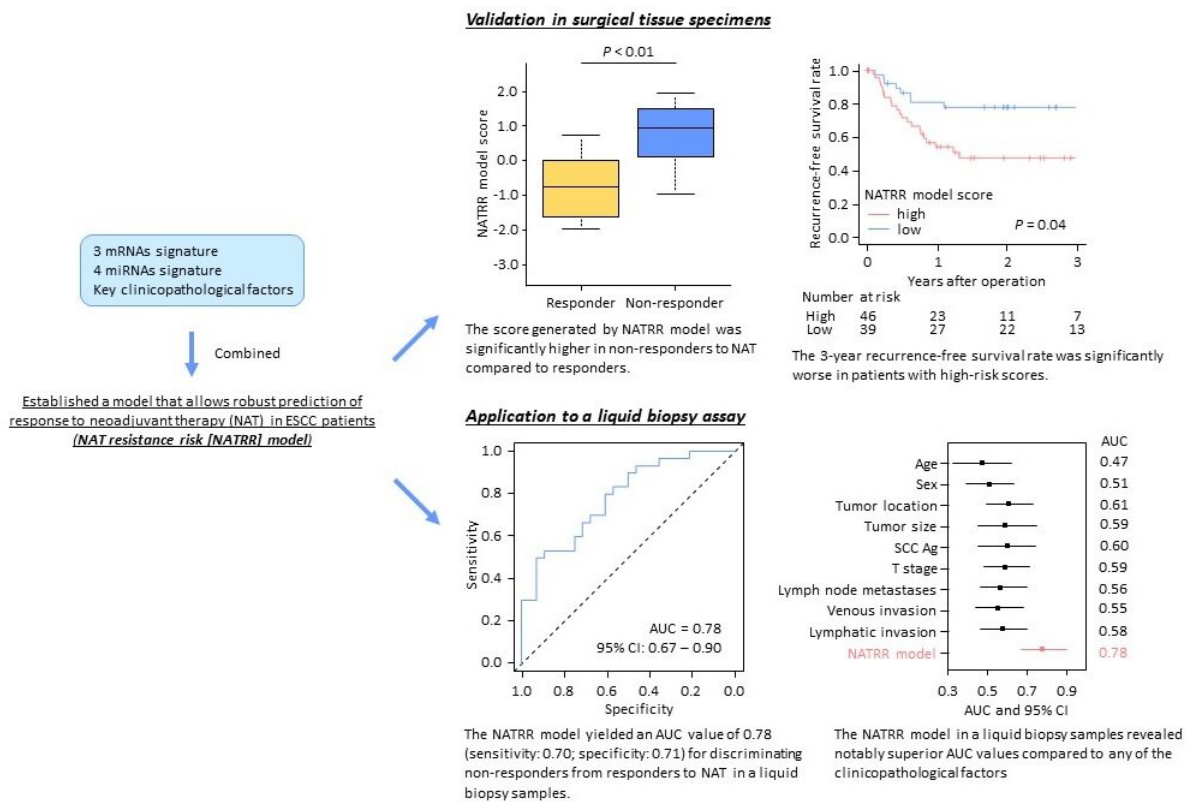 3 mRNAs signature
4 miRNAs signature
Key clinicopathological factors
Combined
Established a model that allows robust prediction of
response to neoadjuvant therapy (NAT) in ESCC patients
(NAT resistance risk [NATRR] model)
Validation in surgical tissue specimens
P < 0.01
NATRR model score
2.0
1.0
0.0
-1.0
-2.0
-3.0
Responder Non-responder
The score generated by NATRR model was
significantly higher in non-responders to NAT
compared to responders.
Recurrence-free survival rate
1.0
0.8
0.6
0.4
0.2
0.0
NATRR model score
high
low
P = 0.04
0 1 2 3
Years after operation
Number at risk
High 46 23 11 7
Low 39 27 22 13
The 3-year recurrence-free survival rate was significantly
worse in patients with high-risk scores.
Application to a liquid biopsy assay
Sensitivity
1.0
0.8
0.6
0.4
0.2
0.0
AUC = 0.78
95% CI: 0.67 – 0.90
1.0 0.8 0.6 0.4 0.2 0.0
Specificity
The NATRR model yielded an AUC value of 0.78
(sensitivity: 0.70; specificity: 0.71) for discriminating
non-responders from responders to NAT in a liquid
biopsy samples.
AUC
Age 0.47
Sex 0.51
Tumor location 0.61
Tumor size 0.59
SCC Ag 0.60
T stage 0.59
Lymph node metastases 0.56
Venous invasion 0.55
Lymphatic invasion 0.58
NATRR model 0.78
0.3 0.5 0.7 0.9
AUC and 95% CI
The NATRR model in a liquid biopsy samples revealed
notably superior AUC values compared to any of the
clinicopathological factors